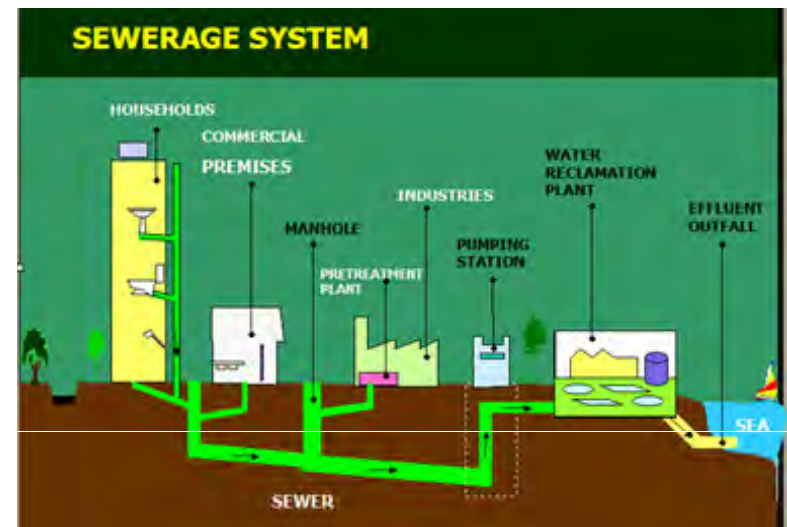 SEWERAGE SYSTEM
HOUSEHOLDS
COMMERCIAL
PREMISES
MANHOLE
INDUSTRIES
PRETREATMENT
PLANT
PUMPING
STATION
WATER
RECLAMATION
PLANT
EFFLUENT
OUTFALL
SEA
SEWER